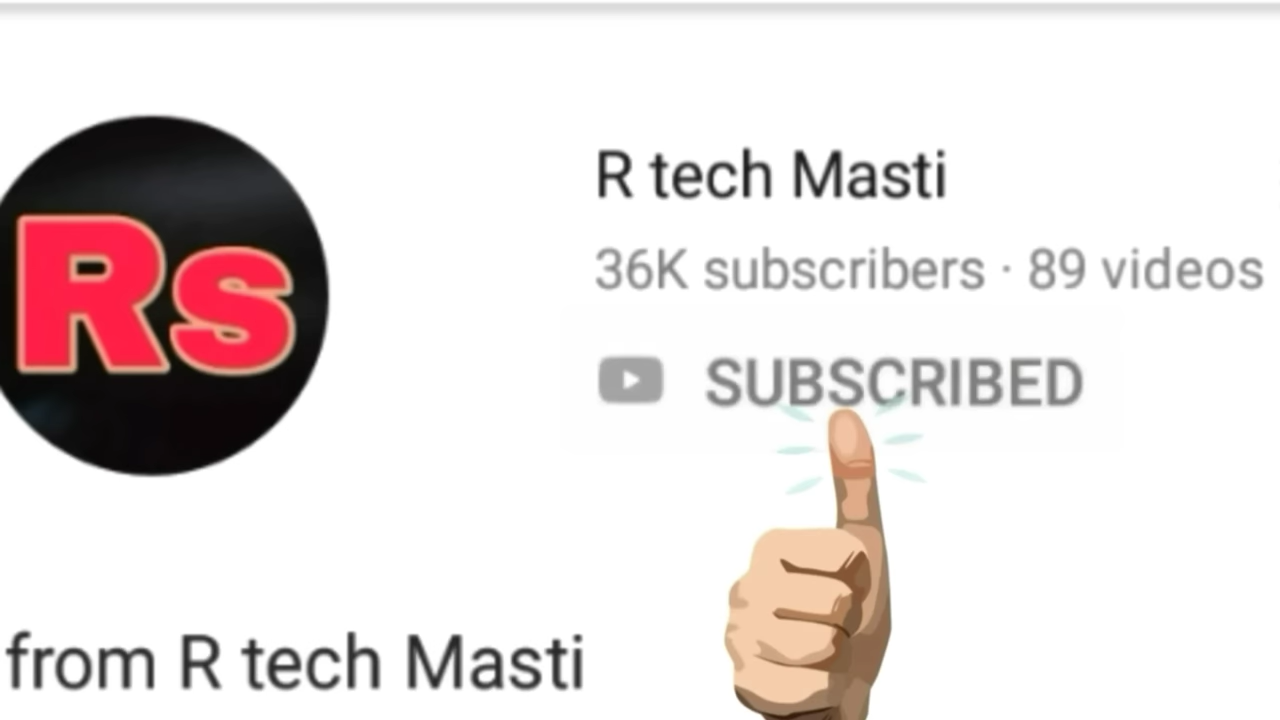 Rs
R tech Masti
36K subscribers · 89 videos
SUBSCRIBED
from R tech Masti